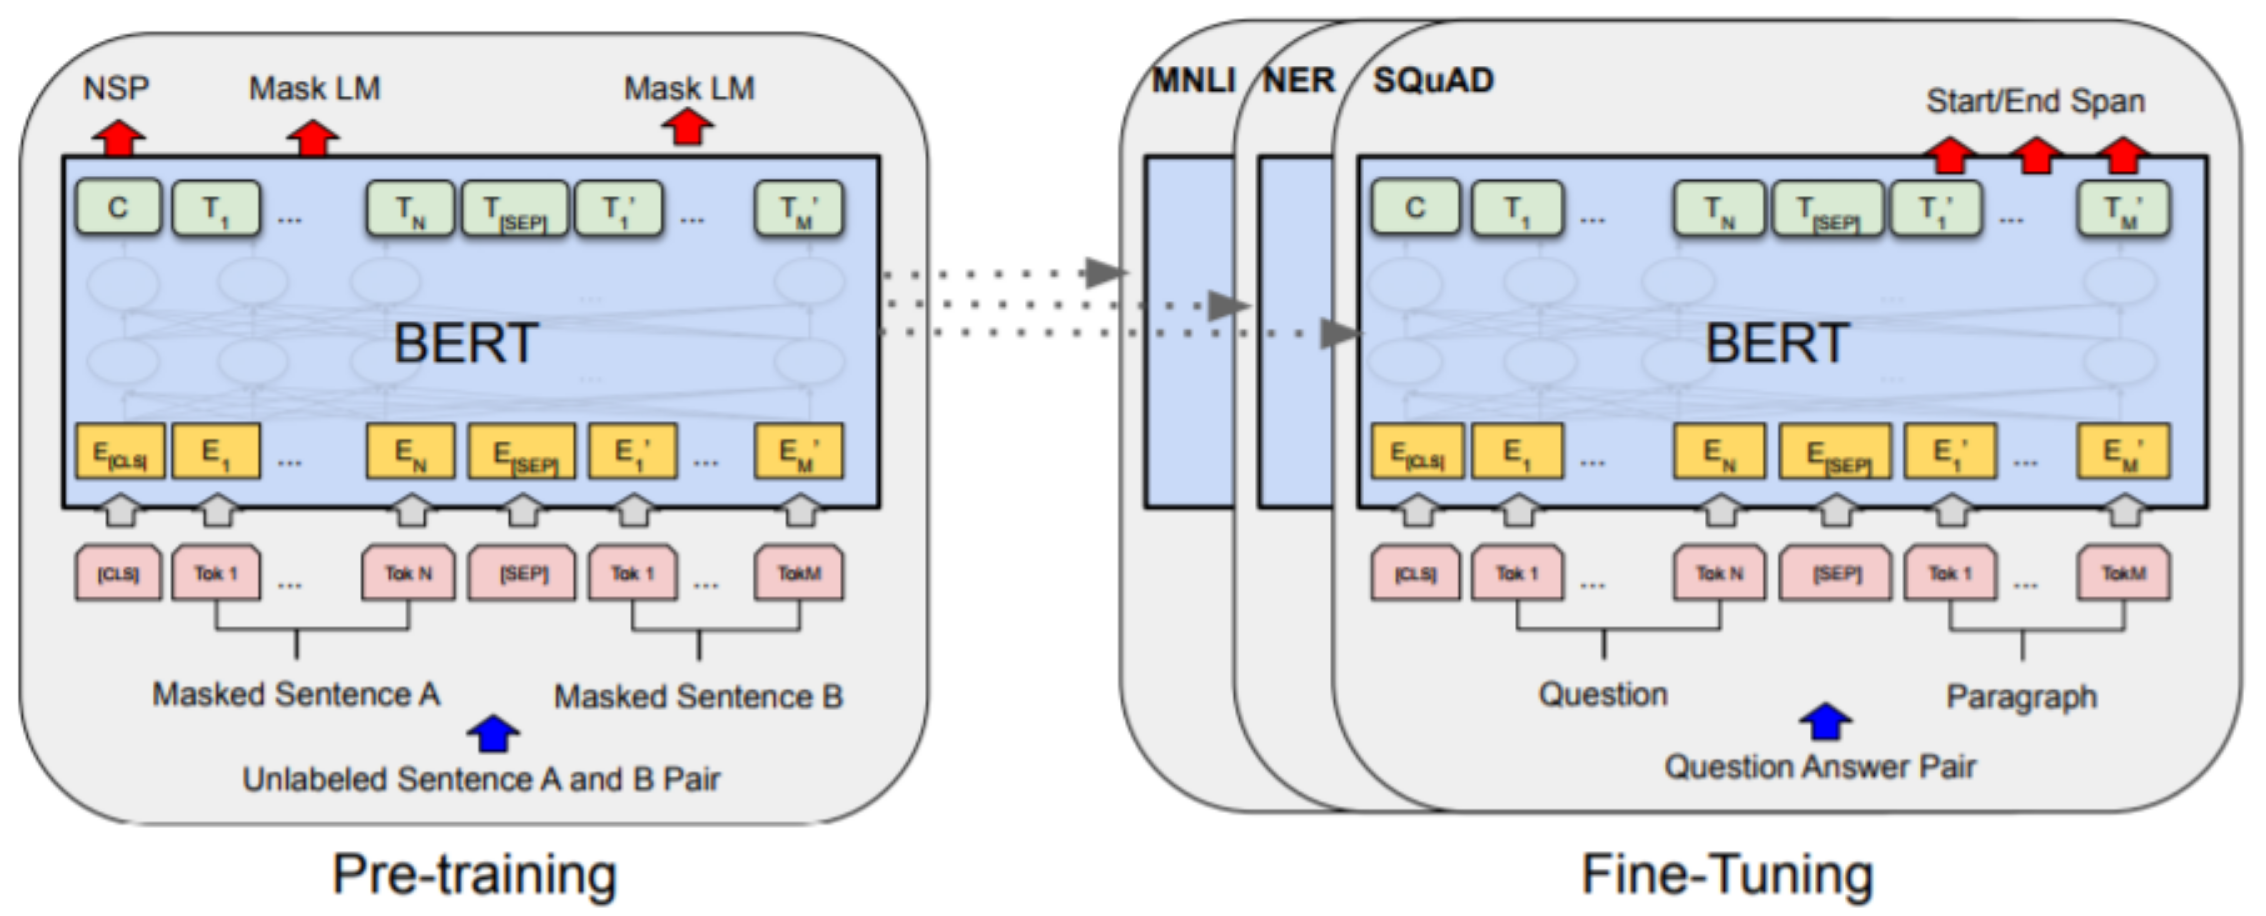 NSP Mask LM Mask LM
C T1 ... TN T[SEP] T1’ ... TM’
BERT
E[CLS] E1 ... EN E[SEP] E1’ ... EM’
[CLS] Tok 1 ... Tok N [SEP] Tok 1 ... TokM
Masked Sentence A Masked Sentence B
Unlabeled Sentence A and B Pair
Pre-training
MNLI NER SQuAD
Start/End Span
C T1 ... TN T[SEP] T1’ ... TM’
BERT
E[CLS] E1 ... EN E[SEP] E1’ ... EM’
[CLS] Tok 1 ... Tok N [SEP] Tok 1 ... TokM
Question Paragraph
Question Answer Pair
Fine-Tuning